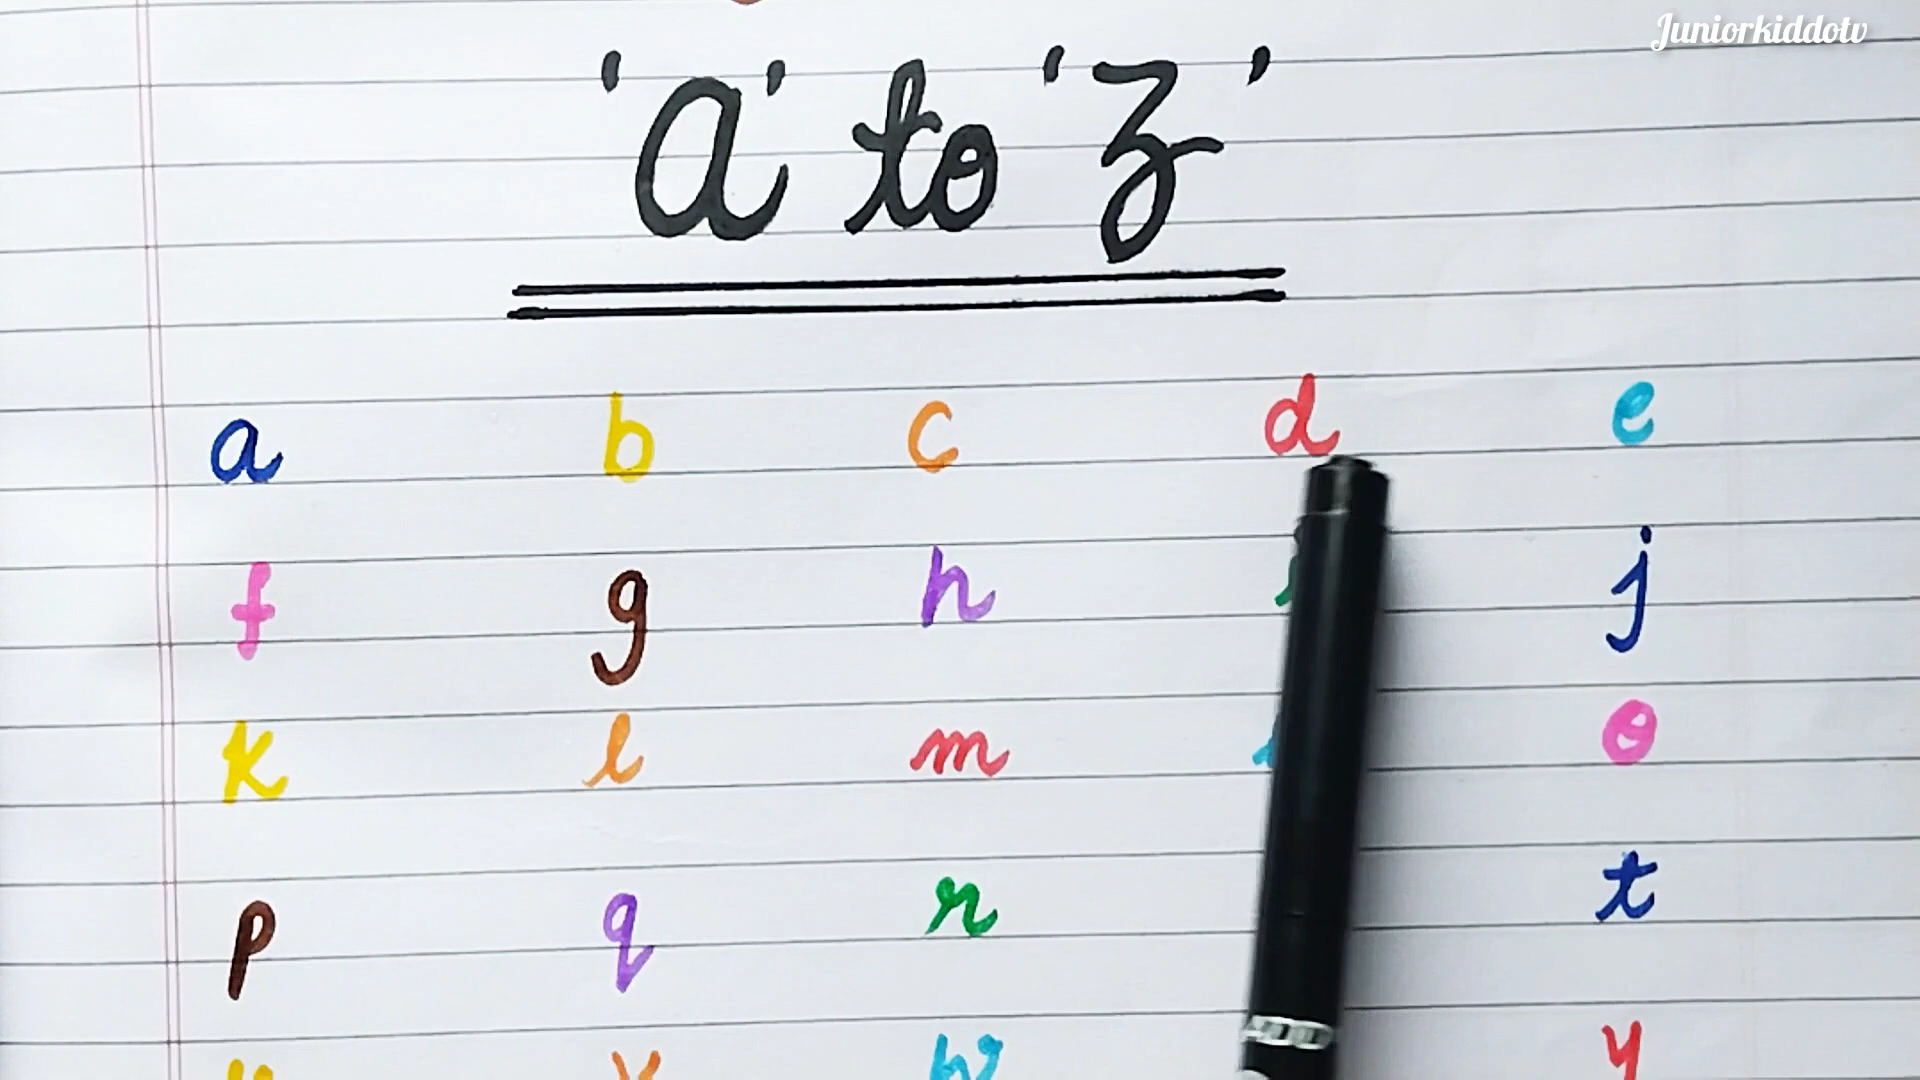 Juniorkiddotv
'a' to 'z'
a b c d e
f g h j
k l m o
p q r t
u v w y